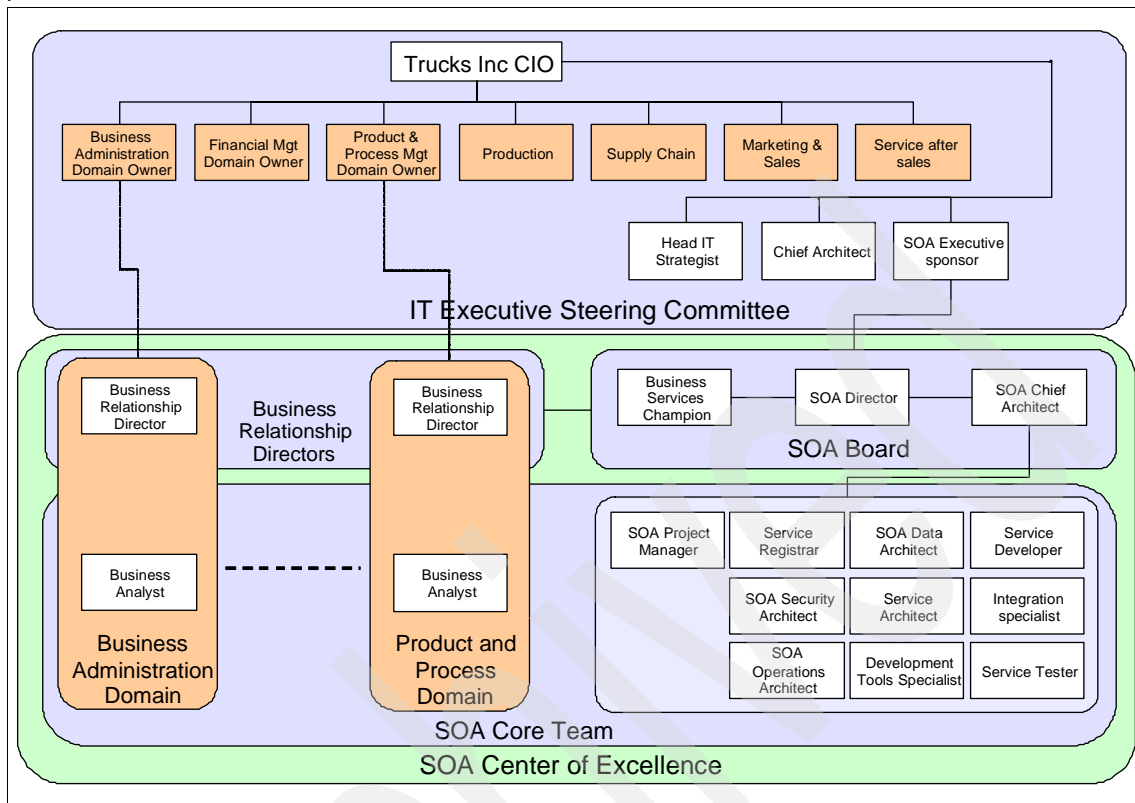 Trucks Inc CIO
Business
Administration
Domain Owner
Financial Mgt
Domain Owner
Product &
Process Mgt
Domain Owner
Production
Supply Chain
Marketing &
Sales
Service after
sales
Head IT
Strategist
Chief Architect
SOA Executive
sponsor
IT Executive Steering Committee
Business
Relationship
Director
Business
Relationship
Directors
Business
Relationship
Director
Business
Services
Champion
SOA Director
SOA Chief
Architect
SOA Board
SOA Project
Manager
Service
Registrar
SOA Data
Architect
Service
Developer
Business
Analyst
Business
Analyst
SOA Security
Architect
Service
Architect
Integration
specialist
Business
Administration
Domain
Product and
Process
Domain
SOA
Operations
Architect
Development
Tools Specialist
Service Tester
SOA Core Team
SOA Center of Excellence